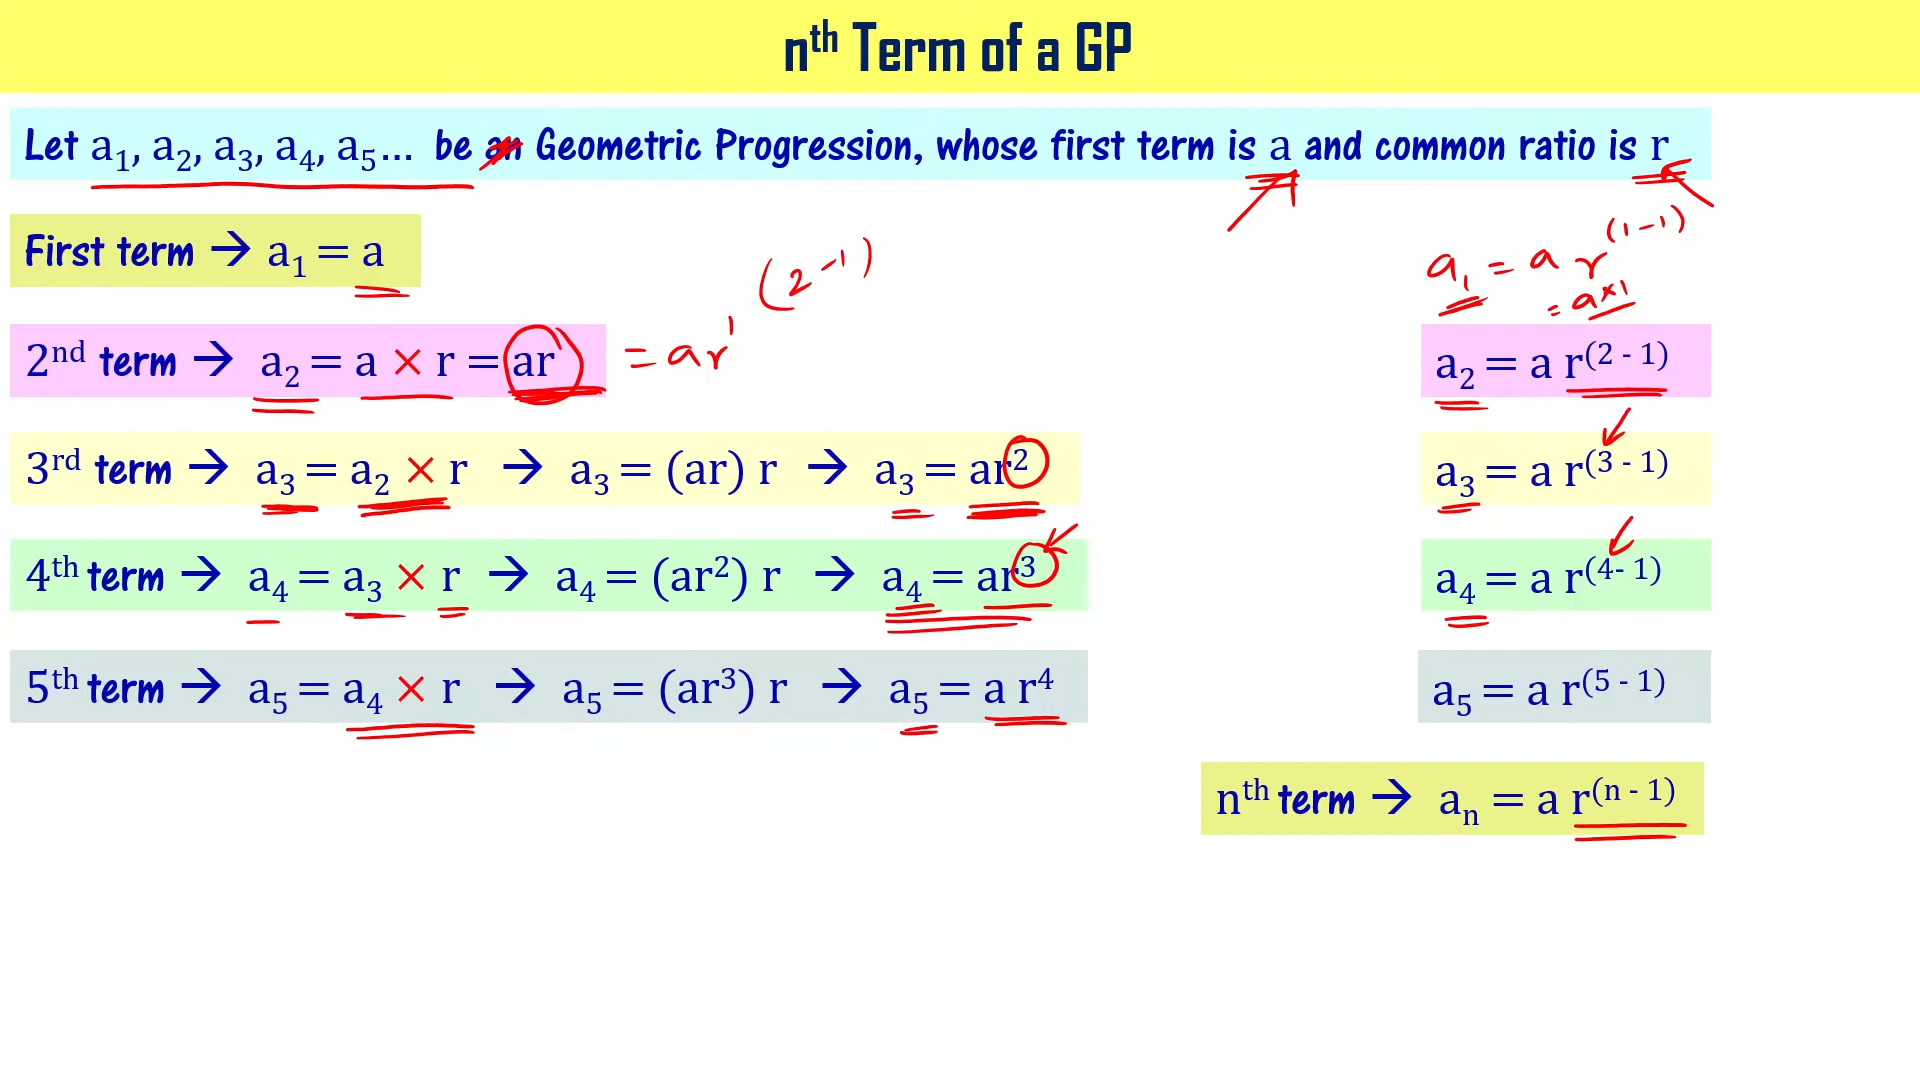 nth Term of a GP
Let a₁, a₂, a₃, a₄, a₅... be an Geometric Progression, whose first term is a and common ratio is r
First term → a₁ = a
(2-1)
a₁ = a r(1-1)
= a×1
2nd term → a₂ = a × r = ar = ar¹
a₂ = a r(2 - 1)
3rd term → a₃ = a₂ × r → a₃ = (ar) r → a₃ = ar²
a₃ = a r(3 - 1)
4th term → a₄ = a₃ × r → a₄ = (ar²) r → a₄ = ar³
a₄ = a r(4- 1)
5th term → a₅ = a₄ × r → a₅ = (ar³) r → a₅ = a r⁴
a₅ = a r(5 - 1)
nth term → aₙ = a r(n - 1)